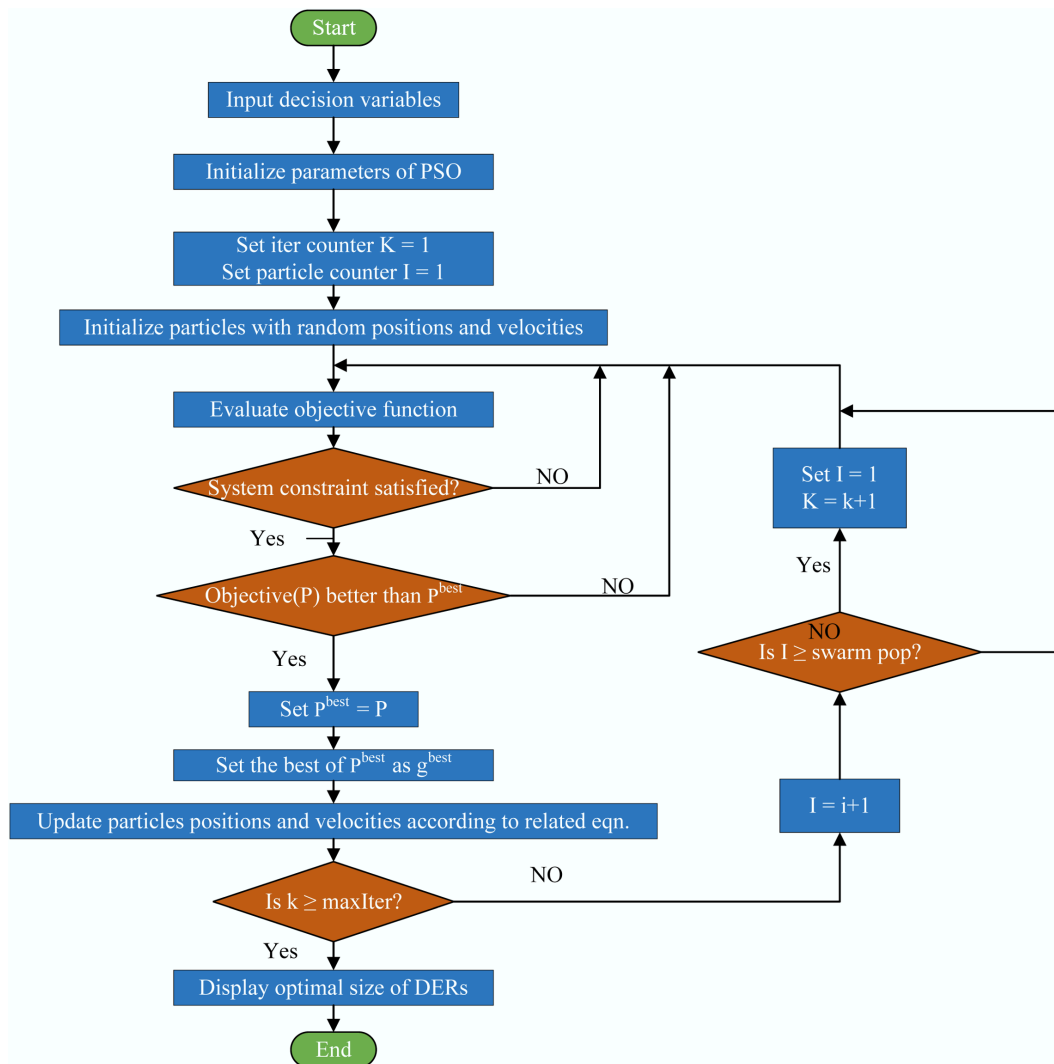 Start
Input decision variables
Initialize parameters of PSO
Set iter counter K = 1
Set particle counter I = 1
Initialize particles with random positions and velocities
Evaluate objective function
System constraint satisfied?
NO
Yes
Objective(P) better than P^best
NO
Yes
Set P^best = P
Set the best of P^best as g^best
Update particles positions and velocities according to related eqn.
Is k ≥ maxIter?
NO
Yes
Display optimal size of DERs
End
I = i+1
Is I ≥ swarm pop?
NO
Yes
Set I = 1
K = k+1